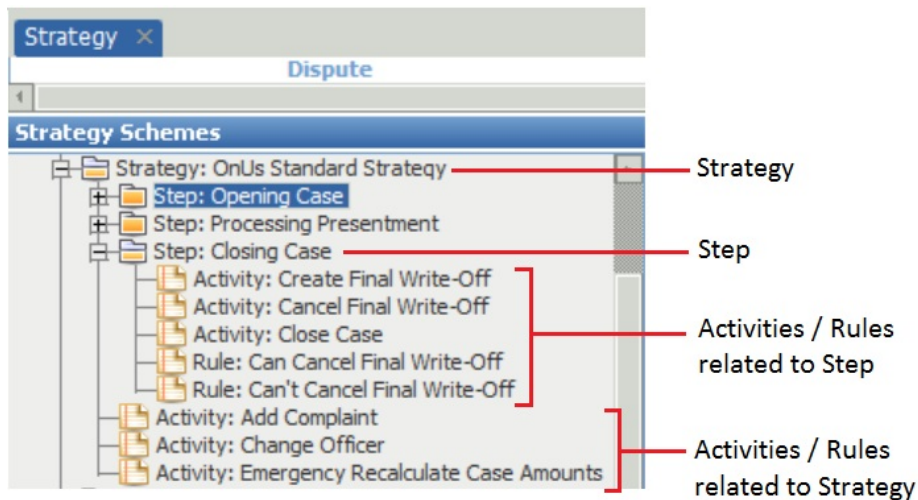 Strategy ×
Dispute
Strategy Schemes
Strategy: OnUs Standard Strategy
Strategy
Step: Opening Case
Step: Processing Presentment
Step: Closing Case
Step
Activity: Create Final Write-Off
Activity: Cancel Final Write-Off
Activity: Close Case
Rule: Can Cancel Final Write-Off
Rule: Can't Cancel Final Write-Off
Activities / Rules
related to Step
Activity: Add Complaint
Activity: Change Officer
Activity: Emergency Recalculate Case Amounts
Activities / Rules
related to Strategy